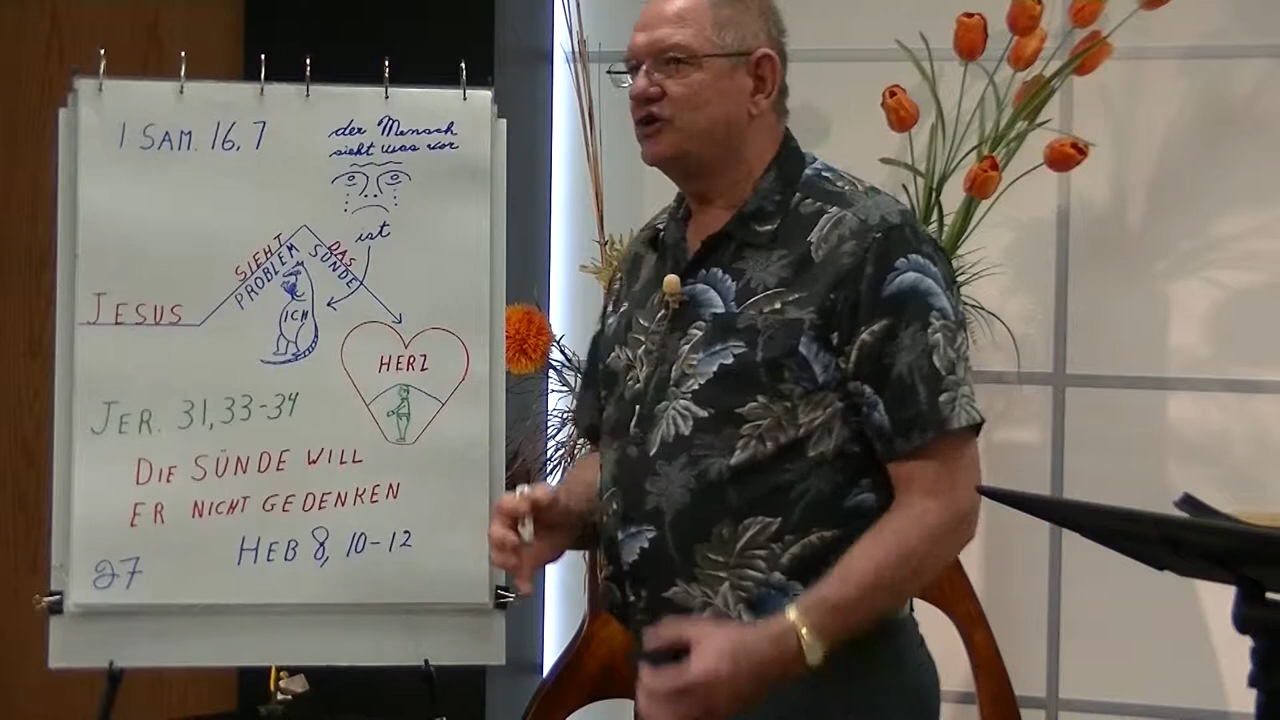 1 SAM. 16,7
der Mensch
sieht was vor
ist
SIEHT DAS
PROBLEM SÜNDE
JESUS
ICH
HERZ
JER. 31,33-34
DIE SÜNDE WILL
ER NICHT GEDENKEN
HEB 8, 10-12
27